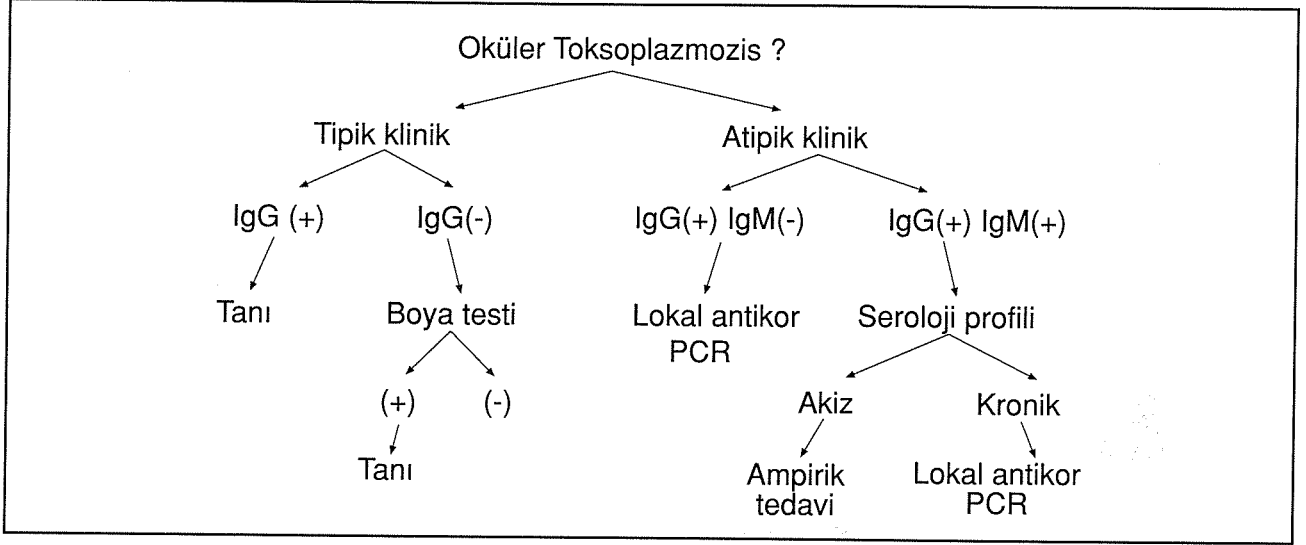 Oküler Toksoplazmozis ?
Tipik klinik
Atipik klinik
IgG (+)
IgG(-)
IgG(+) IgM(-)
IgG(+) IgM(+)
Tanı
Boya testi
Lokal antikor
PCR
Seroloji profili
(+)
(-)
Akiz
Kronik
Tanı
Ampirik
tedavi
Lokal antikor
PCR